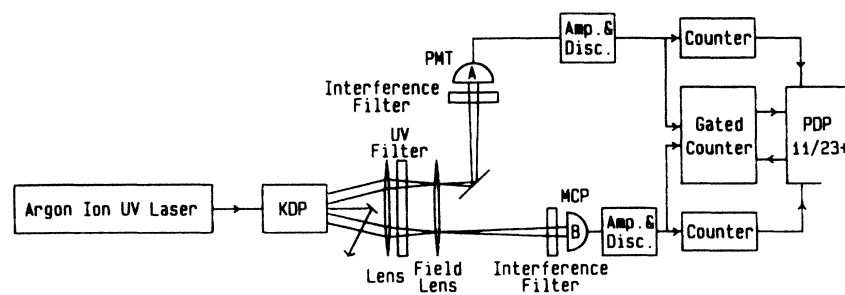 Amp.&
Disc.
Counter
PMT
A
Interference
Filter
UV
Filter
Gated
Counter
PDP
11/23+
Argon Ion UV Laser
KDP
MCP
B
Amp.&
Disc.
Counter
Lens
Field
Lens
Interference
Filter